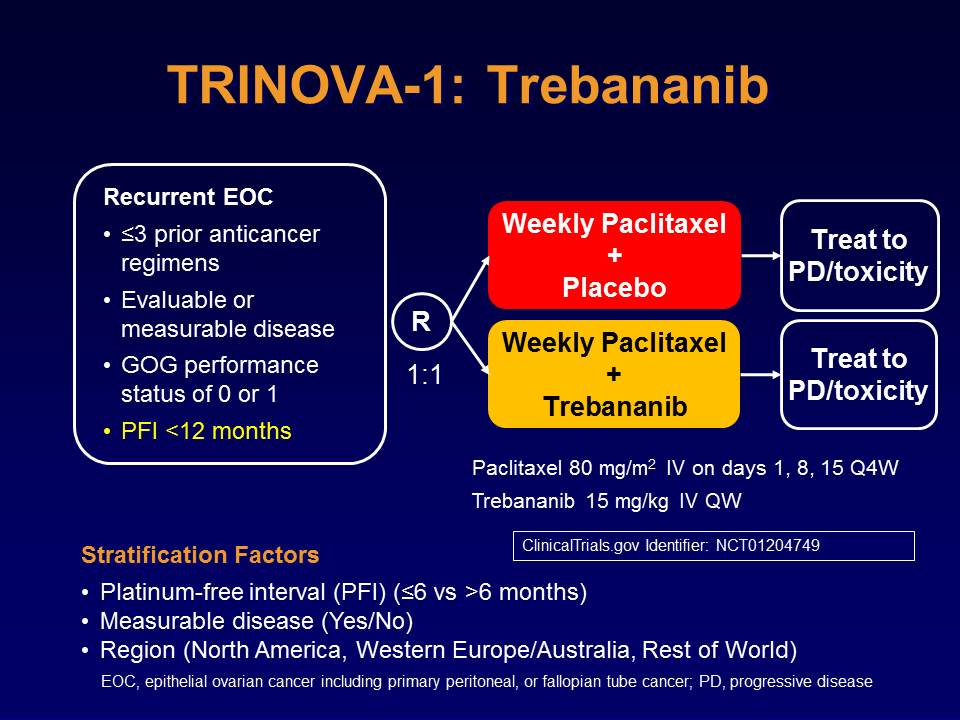 TRINOVA-1: Trebananib
Recurrent EOC
• ≤3 prior anticancer
regimens
• Evaluable or
measurable disease
• GOG performance
status of 0 or 1
• PFI <12 months
R
1:1
Weekly Paclitaxel
+
Placebo
Treat to
PD/toxicity
Weekly Paclitaxel
+
Trebananib
Treat to
PD/toxicity
Paclitaxel 80 mg/m² IV on days 1, 8, 15 Q4W
Trebananib 15 mg/kg IV QW
ClinicalTrials.gov Identifier: NCT01204749
Stratification Factors
• Platinum-free interval (PFI) (≤6 vs >6 months)
• Measurable disease (Yes/No)
• Region (North America, Western Europe/Australia, Rest of World)
EOC, epithelial ovarian cancer including primary peritoneal, or fallopian tube cancer; PD, progressive disease